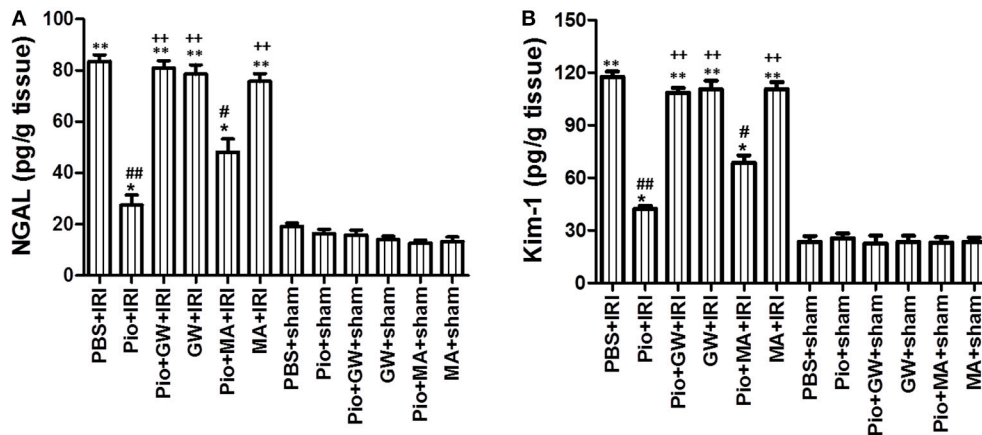 A
NGAL (pg/g tissue)
100
80
60
40
20
0
**
##
*
++
**
++
**
#
*
++
**
PBS+IRI
Pio+IRI
Pio+GW+IRI
GW+IRI
Pio+MA+IRI
MA+IRI
PBS+sham
Pio+sham
Pio+GW+sham
GW+sham
Pio+MA+sham
MA+sham
B
Kim-1 (pg/g tissue)
150
120
90
60
30
0
**
##
*
++
**
++
**
#
*
++
**
PBS+IRI
Pio+IRI
Pio+GW+IRI
GW+IRI
Pio+MA+IRI
MA+IRI
PBS+sham
Pio+sham
Pio+GW+sham
GW+sham
Pio+MA+sham
MA+sham